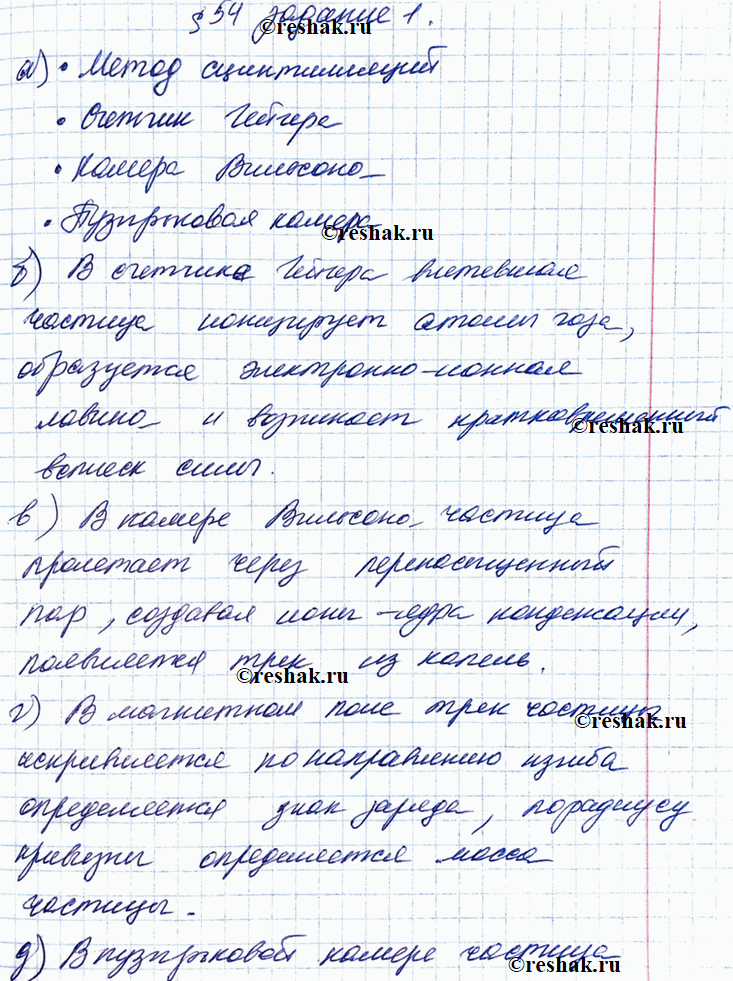 §54 задание 1.
©reshak.ru
а) • Метод сцинтилляций
• Счетчик Гейгера
• Камера Вильсона
• Пузырьковая камера
©reshak.ru
б) В счетчике Гейгера влетевшая
частица ионизирует атомы газа,
образуется электронно-ионная
лавина и возникает кратковременный
©reshak.ru
всплеск силы.
в) В камере Вильсона частица
пролетает через перенасыщенный
пар, создавая ионы - ядра конденсации,
появляется трек из капель.
©reshak.ru
г) В магнитном поле трек частицы
©reshak.ru
искривляется по направлению изгиба
определяется знак заряда, по радиусу
кривизны определяется масса
частицы.
д) В пузырьковой камере частица
©reshak.ru